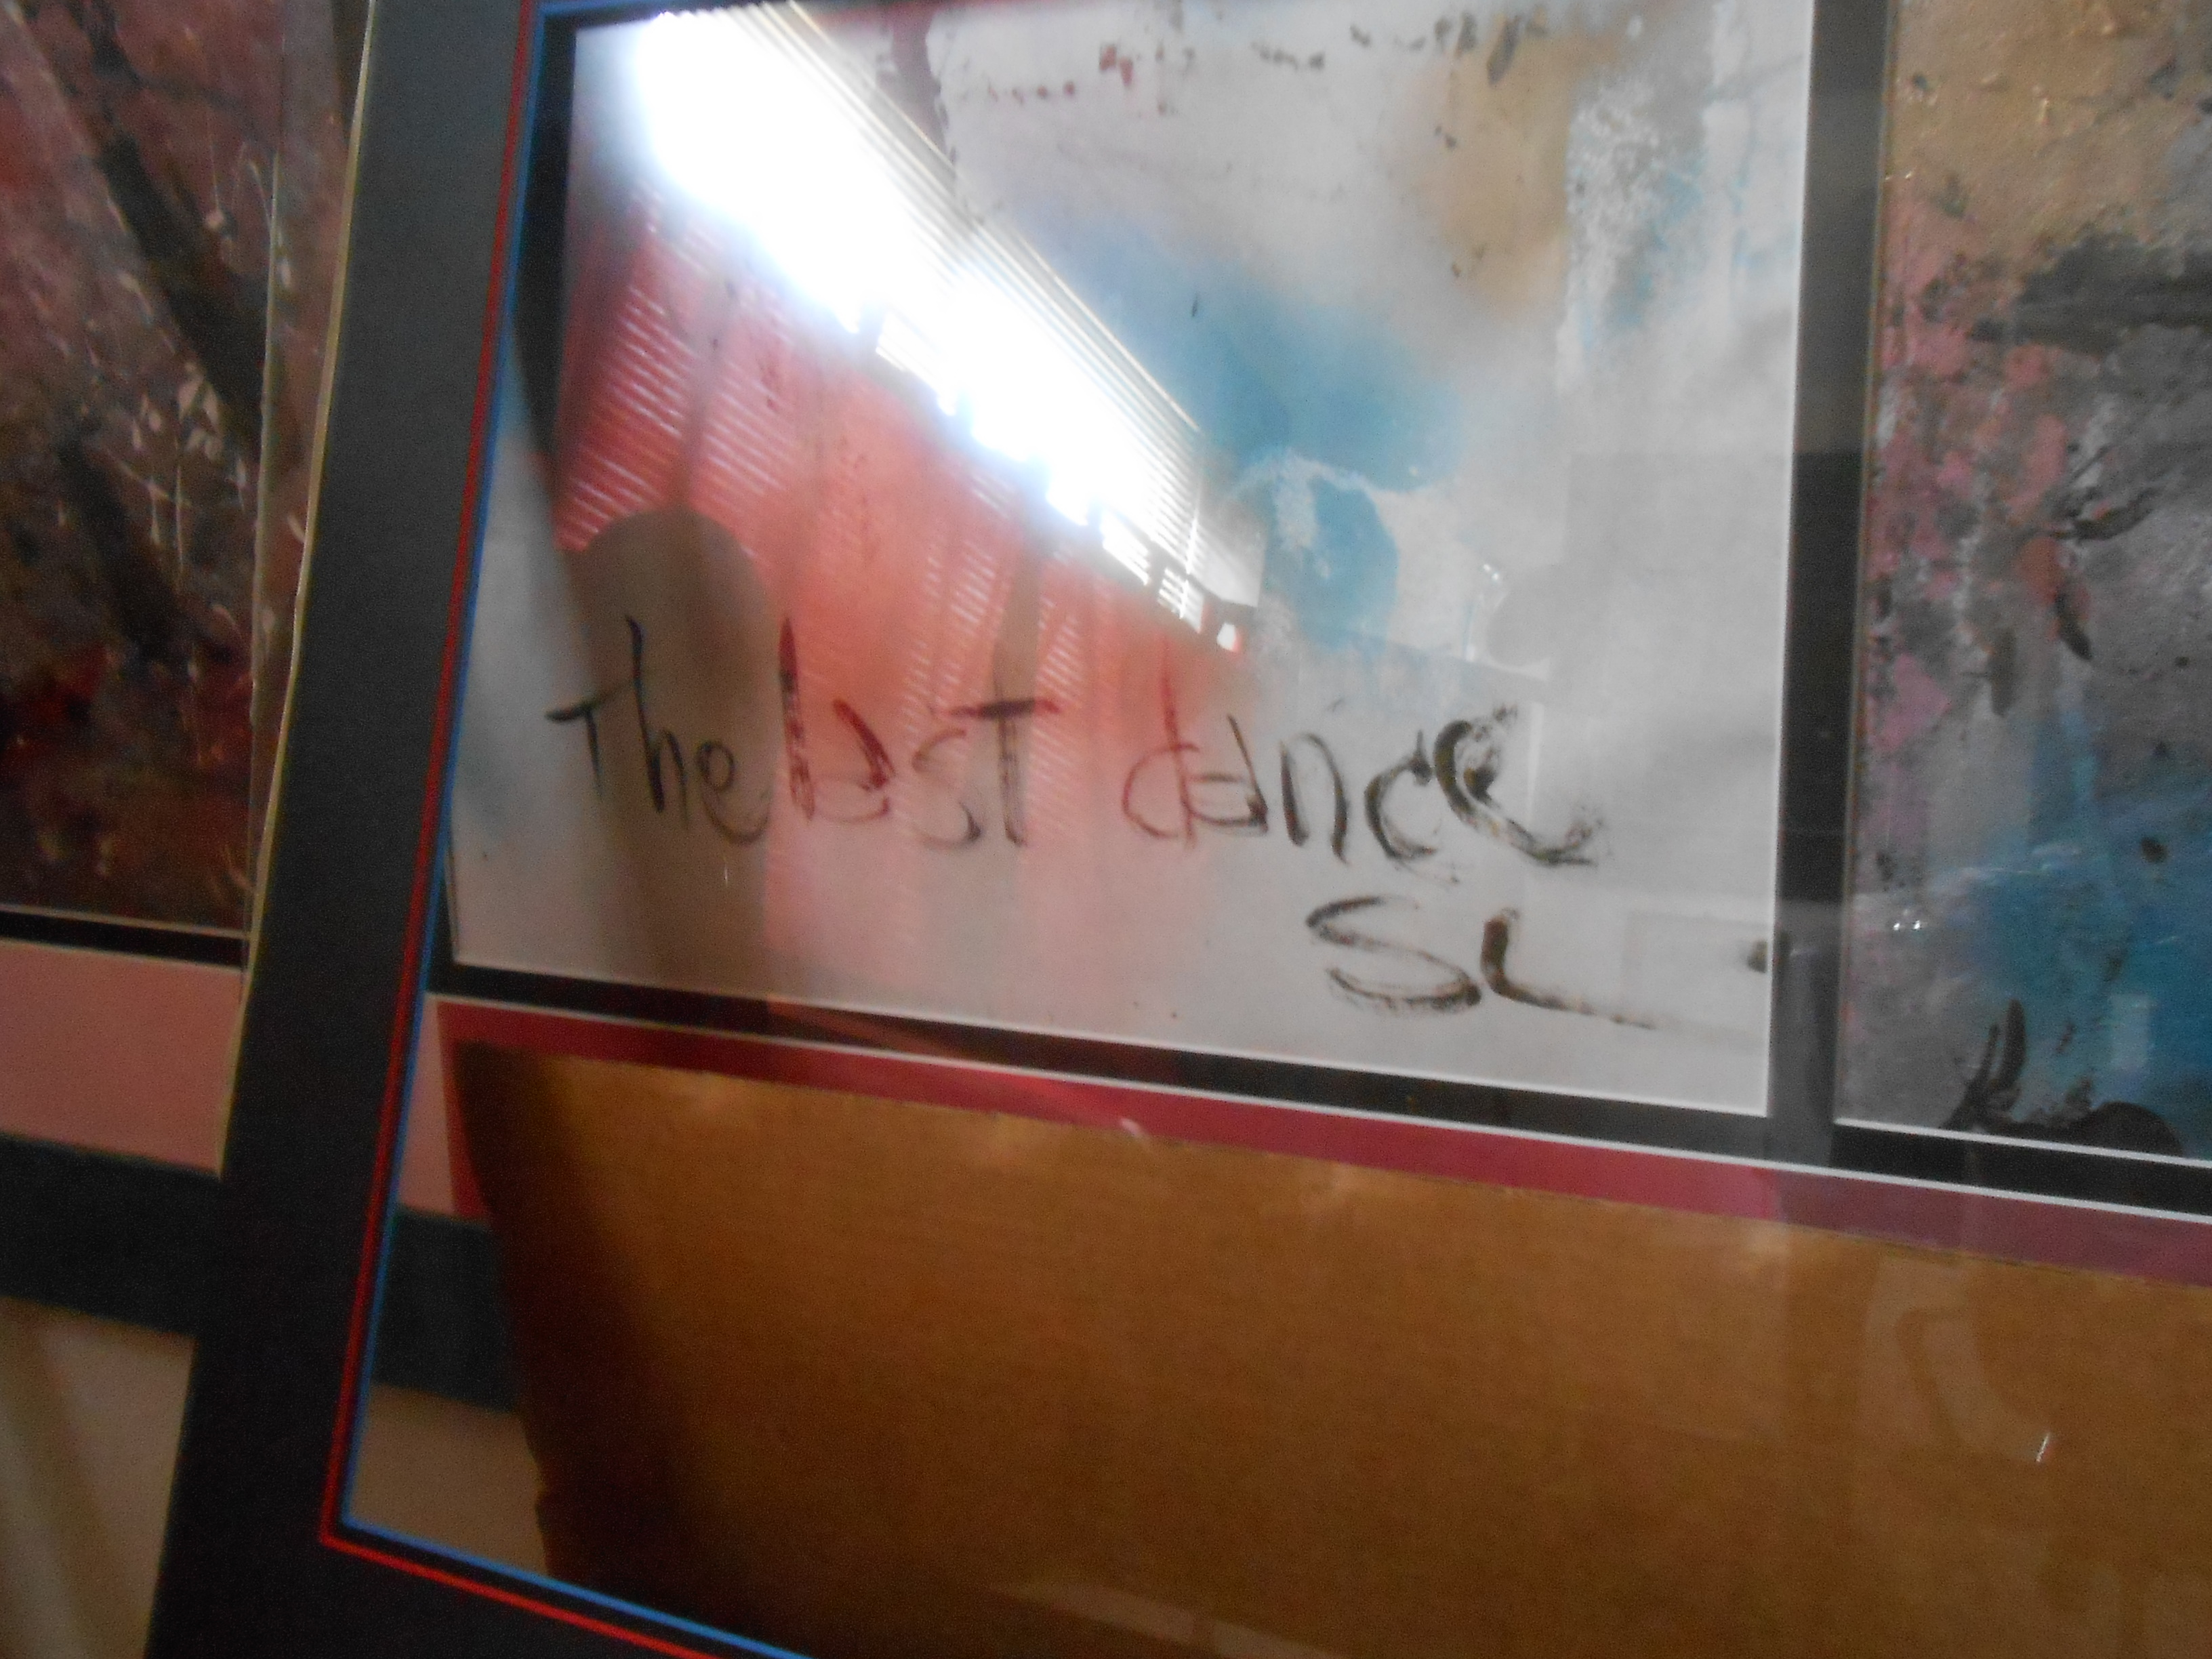 The last dance
SL